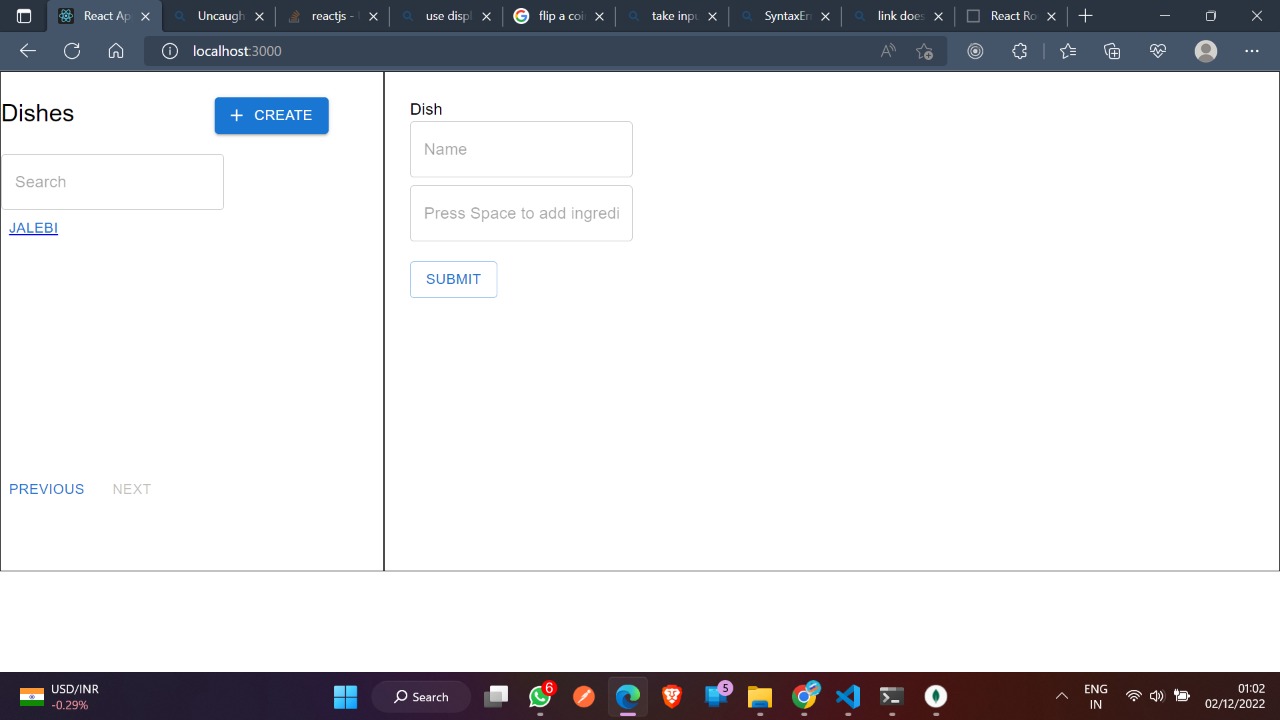 React Ap
Uncaugh
reactjs -
use displ
flip a coi
take inpu
SyntaxEr
link does
React Ro
localhost:3000
Dishes
CREATE
Search
JALEBI
PREVIOUS NEXT
Dish
Name
Press Space to add ingredi
SUBMIT
USD/INR
-0.29%
Search
6
5
ENG
IN
01:02
02/12/2022